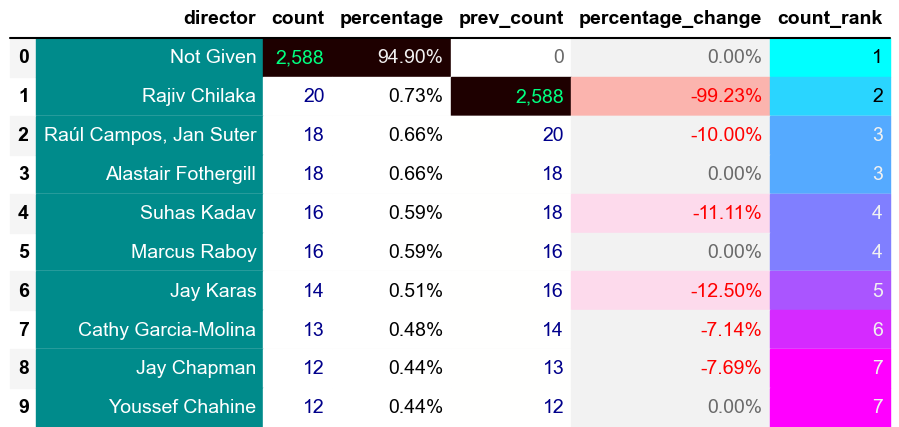 director count percentage prev_count percentage_change count_rank
0 Not Given 2,588 94.90% 0 0.00% 1
1 Rajiv Chilaka 20 0.73% 2,588 -99.23% 2
2 Raúl Campos, Jan Suter 18 0.66% 20 -10.00% 3
3 Alastair Fothergill 18 0.66% 18 0.00% 3
4 Suhas Kadav 16 0.59% 18 -11.11% 4
5 Marcus Raboy 16 0.59% 16 0.00% 4
6 Jay Karas 14 0.51% 16 -12.50% 5
7 Cathy Garcia-Molina 13 0.48% 14 -7.14% 6
8 Jay Chapman 12 0.44% 13 -7.69% 7
9 Youssef Chahine 12 0.44% 12 0.00% 7